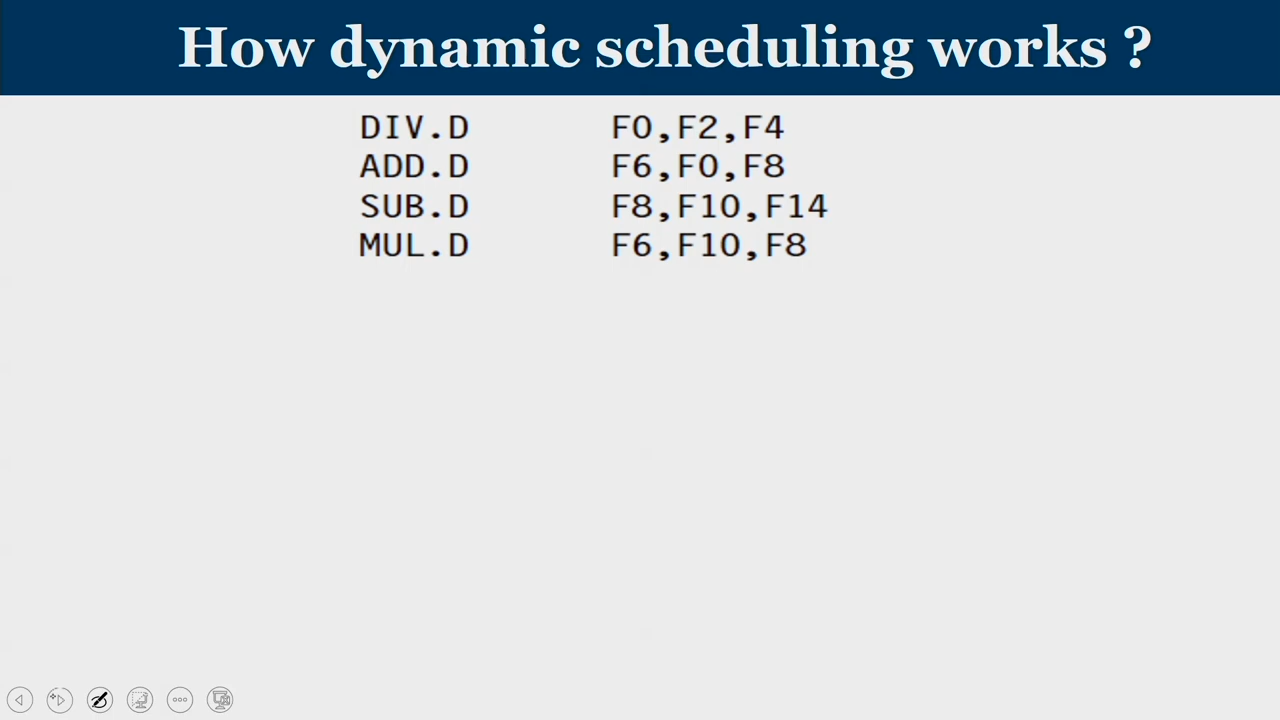 How dynamic scheduling works ?
DIV.D F0,F2,F4
ADD.D F6,F0,F8
SUB.D F8,F10,F14
MUL.D F6,F10,F8